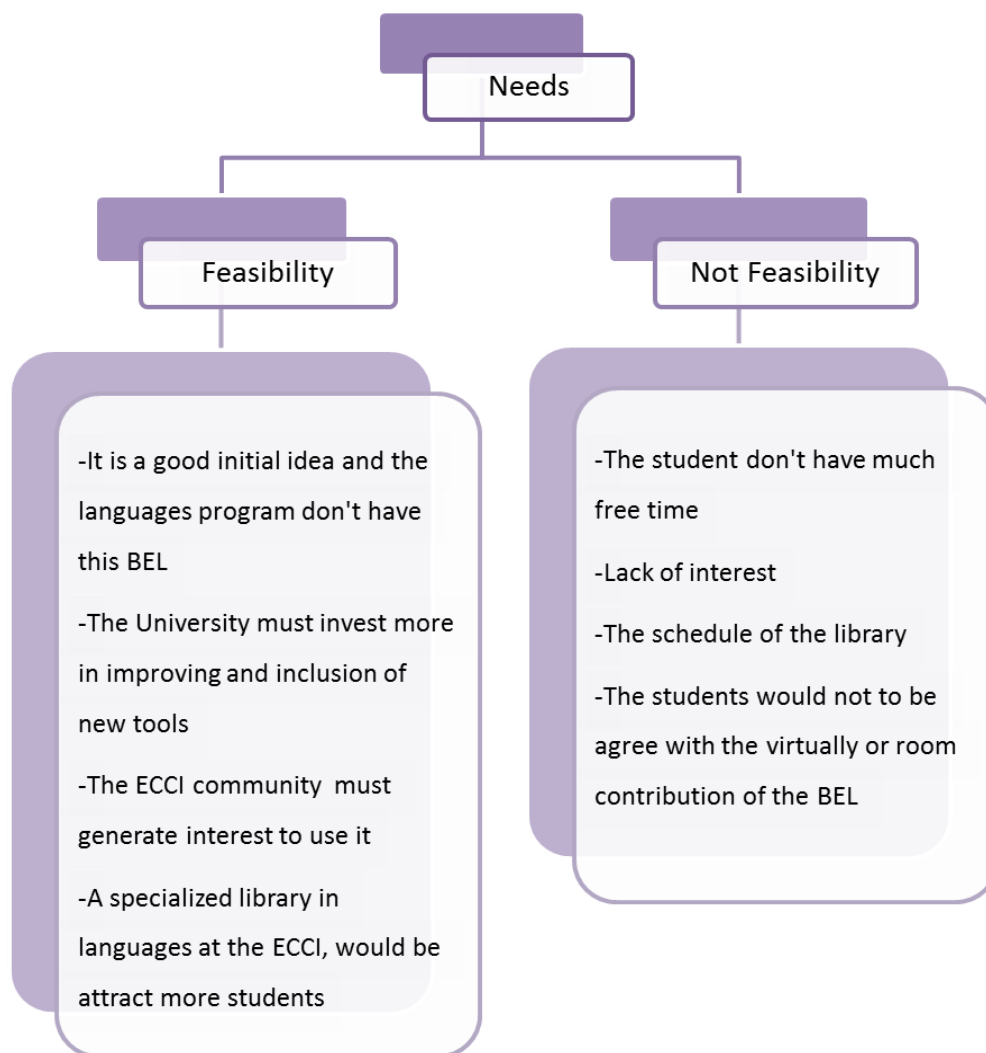 Needs
Feasibility
Not Feasibility
-It is a good initial idea and the
languages program don't have
this BEL
-The University must invest more
in improving and inclusion of
new tools
-The ECCI community must
generate interest to use it
-A specialized library in
languages at the ECCI, would be
attract more students
-The student don't have much
free time
-Lack of interest
-The schedule of the library
-The students would not to be
agree with the virtually or room
contribution of the BEL